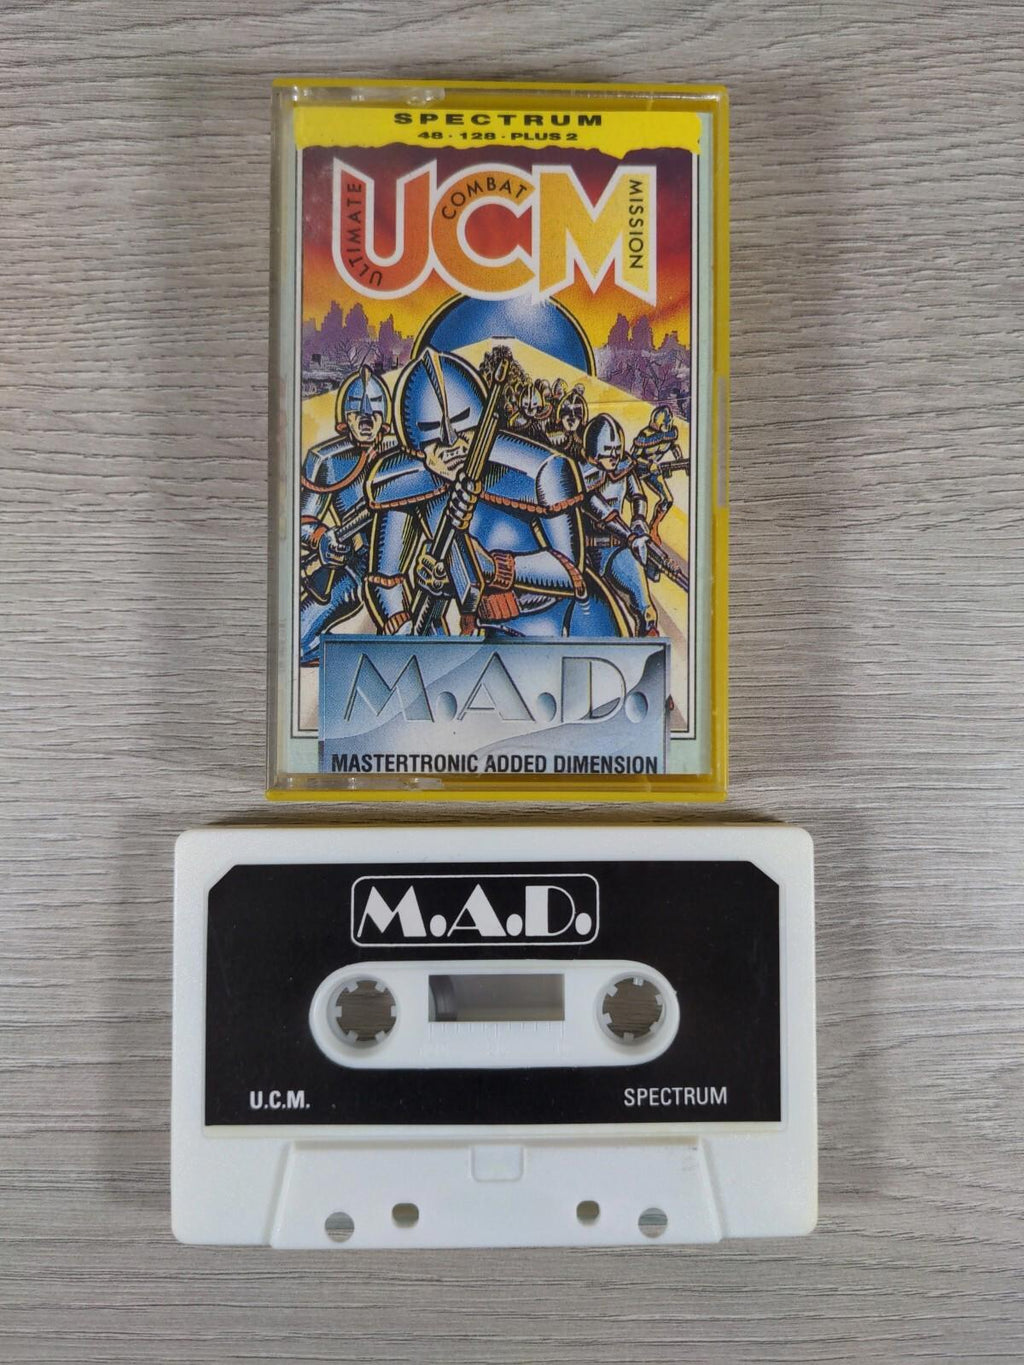 SPECTRUM
48 · 128 · PLUS 2
ULTIMATE COMBAT MISSION
UCM
M.A.D.
MASTERTRONIC ADDED DIMENSION
M.A.D.
U.C.M. SPECTRUM